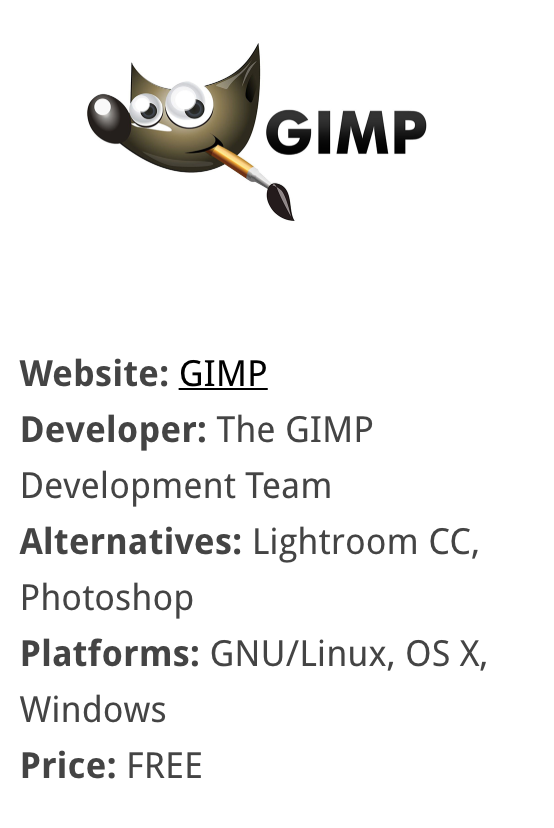 GIMP
Website: GIMP
Developer: The GIMP
Development Team
Alternatives: Lightroom CC,
Photoshop
Platforms: GNU/Linux, OS X,
Windows
Price: FREE